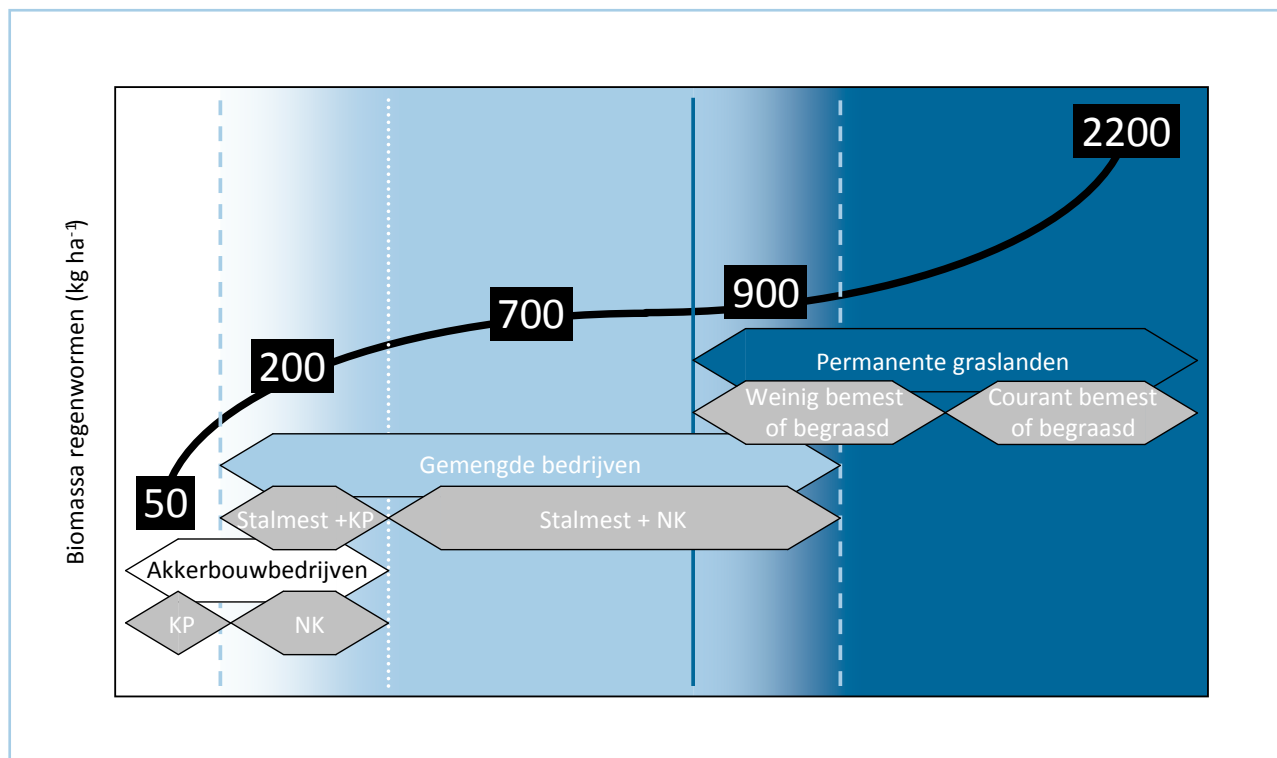 Biomassa regenwormen (kg ha⁻¹)
2200
900
700
200
50
Permanente graslanden
Weinig bemest
of begraasd
Courant bemest
of begraasd
Gemengde bedrijven
Stalmest +KP
Stalmest + NK
Akkerbouwbedrijven
KP
NK